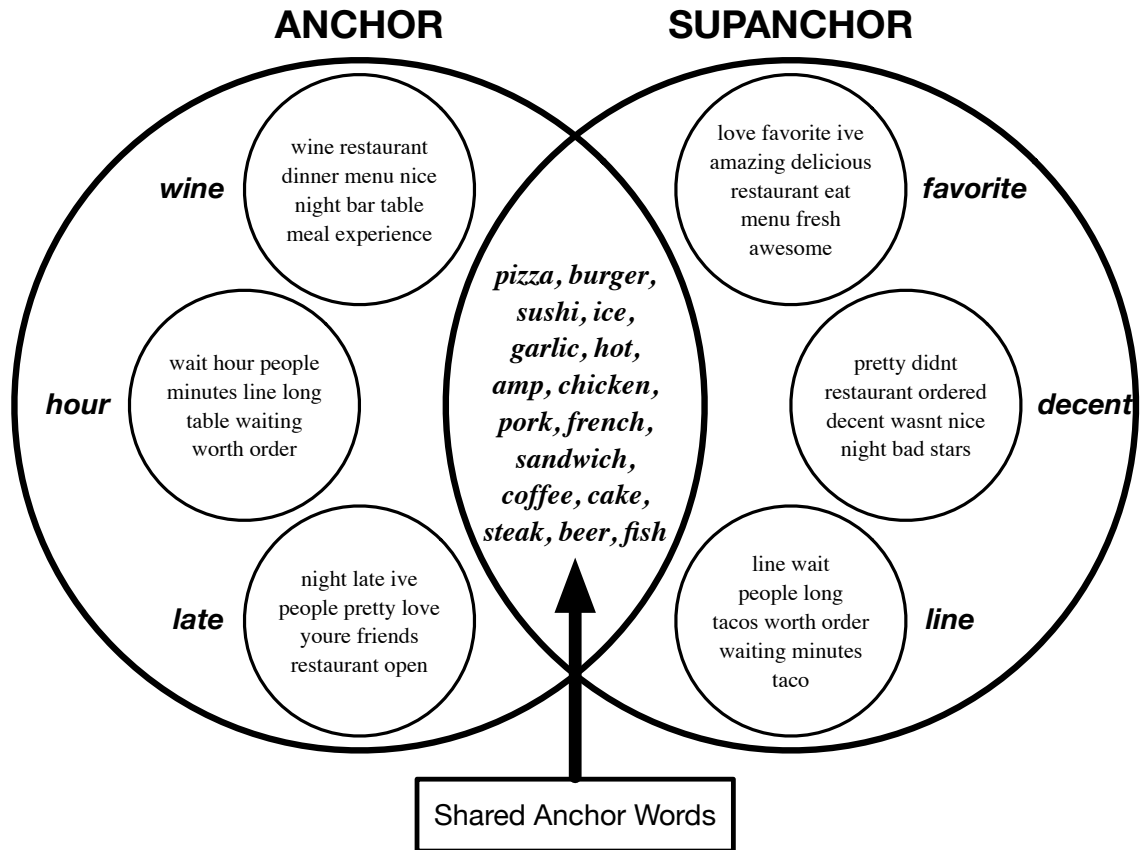 ANCHOR
SUPANCHOR
wine
wine restaurant
dinner menu nice
night bar table
meal experience
hour
wait hour people
minutes line long
table waiting
worth order
late
night late ive
people pretty love
youre friends
restaurant open
pizza, burger,
sushi, ice,
garlic, hot,
amp, chicken,
pork, french,
sandwich,
coffee, cake,
steak, beer, fish
love favorite ive
amazing delicious
restaurant eat
menu fresh
awesome
favorite
pretty didnt
restaurant ordered
decent wasnt nice
night bad stars
decent
line wait
people long
tacos worth order
waiting minutes
taco
line
Shared Anchor Words